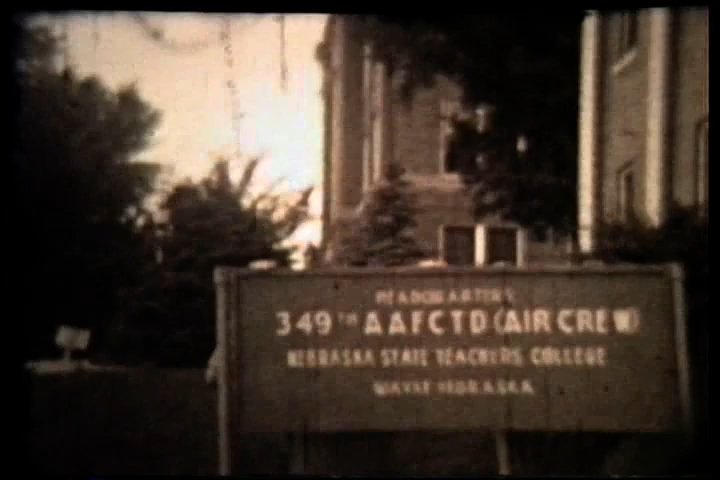 HEADQUARTERS
349TH AAFCTD (AIR CREW)
NEBRASKA STATE TEACHERS COLLEGE
WAYNE NEBRASKA